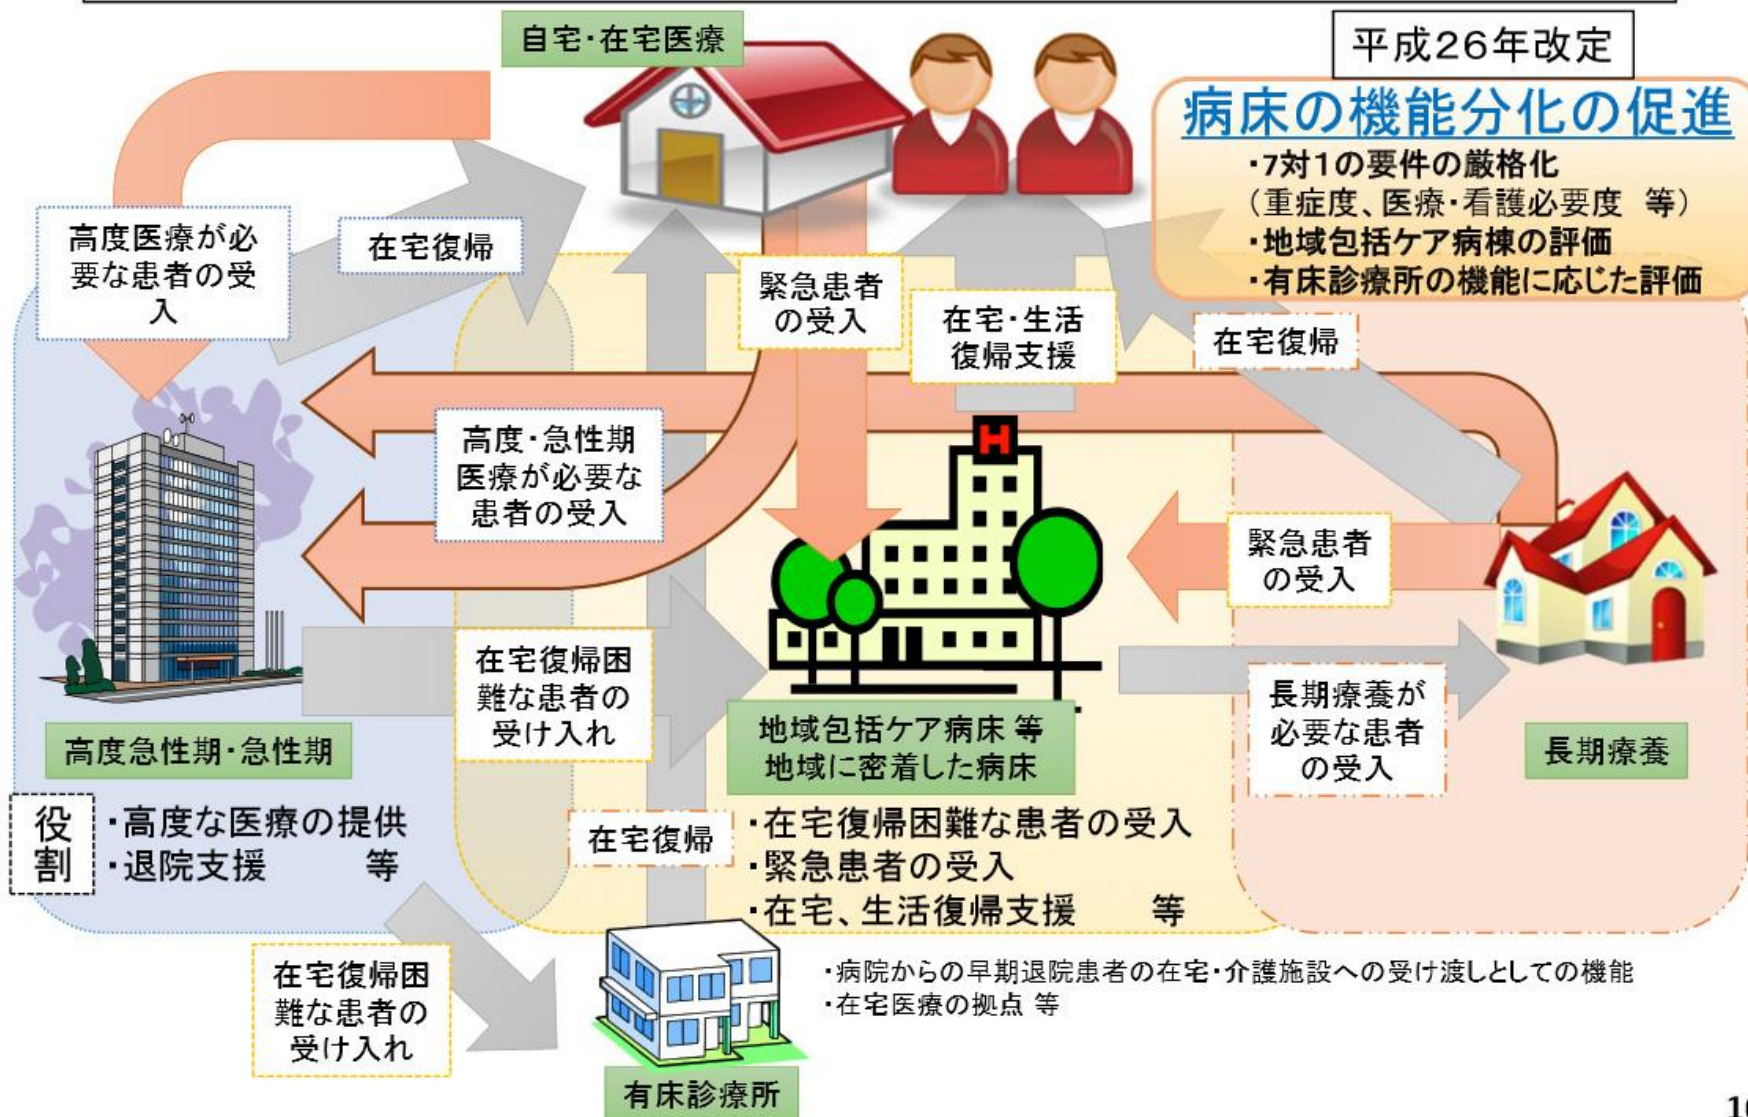 自宅・在宅医療
平成26年改定
病床の機能分化の促進
・7対1の要件の厳格化
（重症度、医療・看護必要度 等）
・地域包括ケア病棟の評価
・有床診療所の機能に応じた評価
高度医療が必
要な患者の受
入
在宅復帰
緊急患者
の受入
在宅・生活
復帰支援
在宅復帰
高度・急性期
医療が必要な
患者の受入
H
緊急患者
の受入
在宅復帰困
難な患者の
受け入れ
長期療養が
必要な患者
の受入
高度急性期・急性期
地域包括ケア病床 等
地域に密着した病床
長期療養
役
割
・高度な医療の提供
・退院支援 等
在宅復帰
・在宅復帰困難な患者の受入
・緊急患者の受入
・在宅、生活復帰支援 等
在宅復帰困
難な患者の
受け入れ
・病院からの早期退院患者の在宅・介護施設への受け渡しとしての機能
・在宅医療の拠点 等
有床診療所